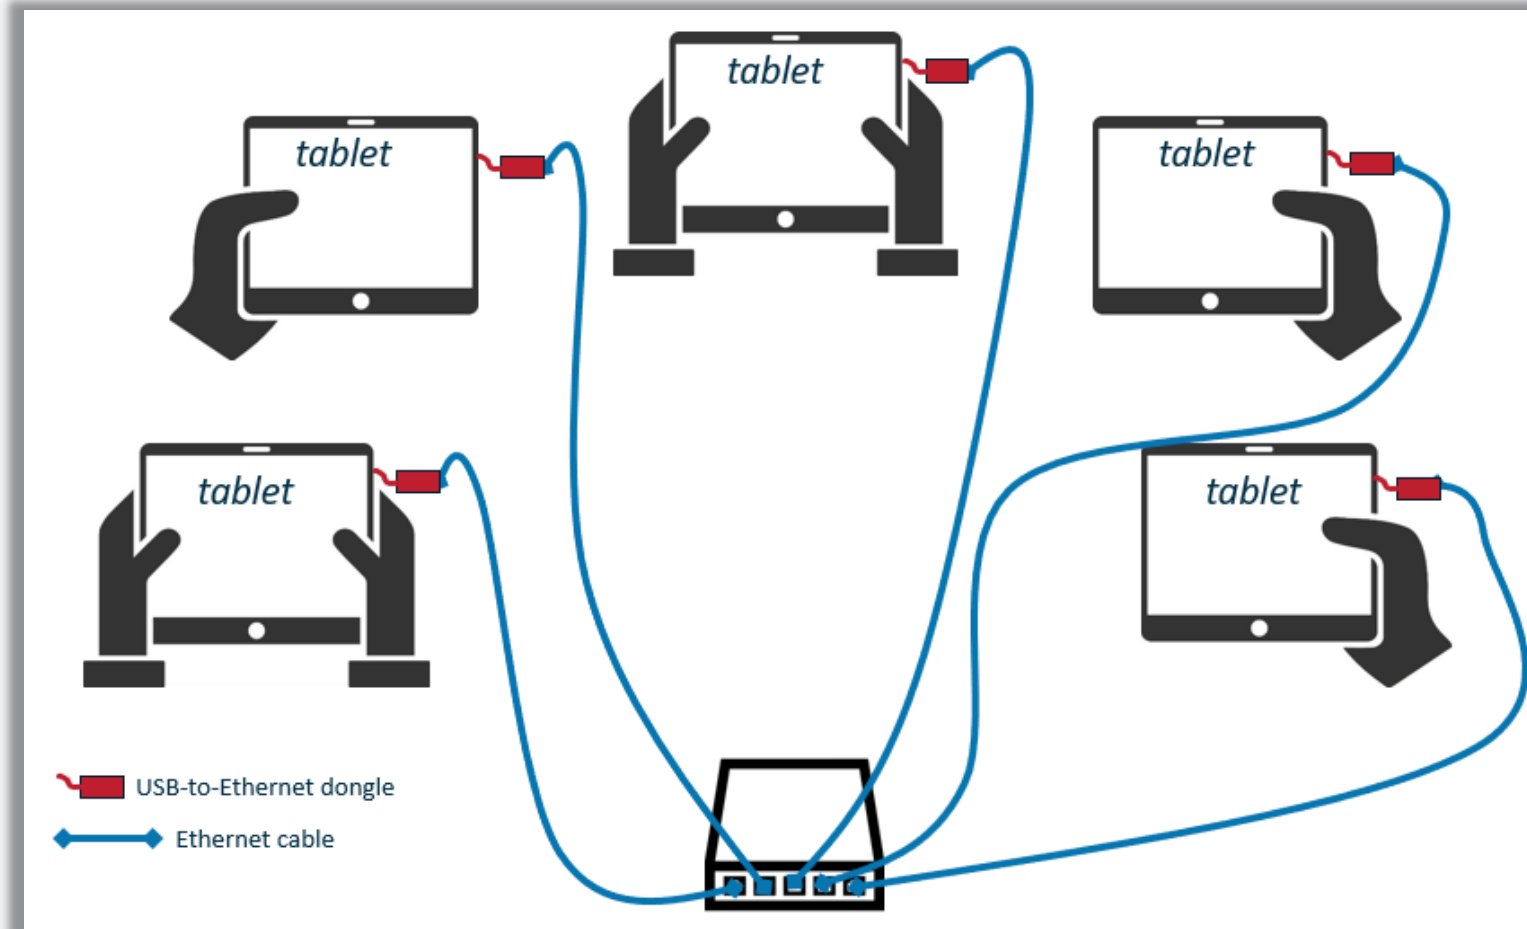 tablet
tablet
tablet
tablet
tablet
USB-to-Ethernet dongle
Ethernet cable